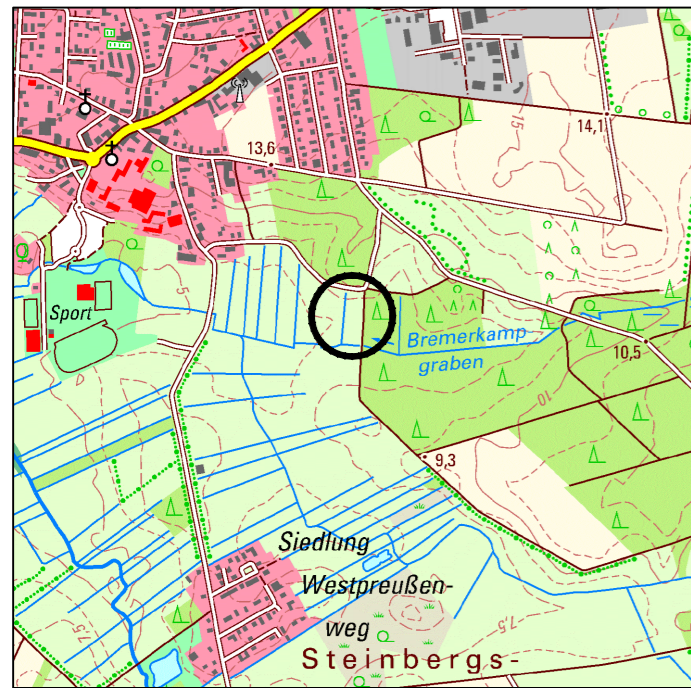 14,1
13,6
15
5
Sport
Bremerkamp
graben
10,5
10
9,3
Siedlung
Westpreußen-
weg
7,5
7,5
Steinbergs-